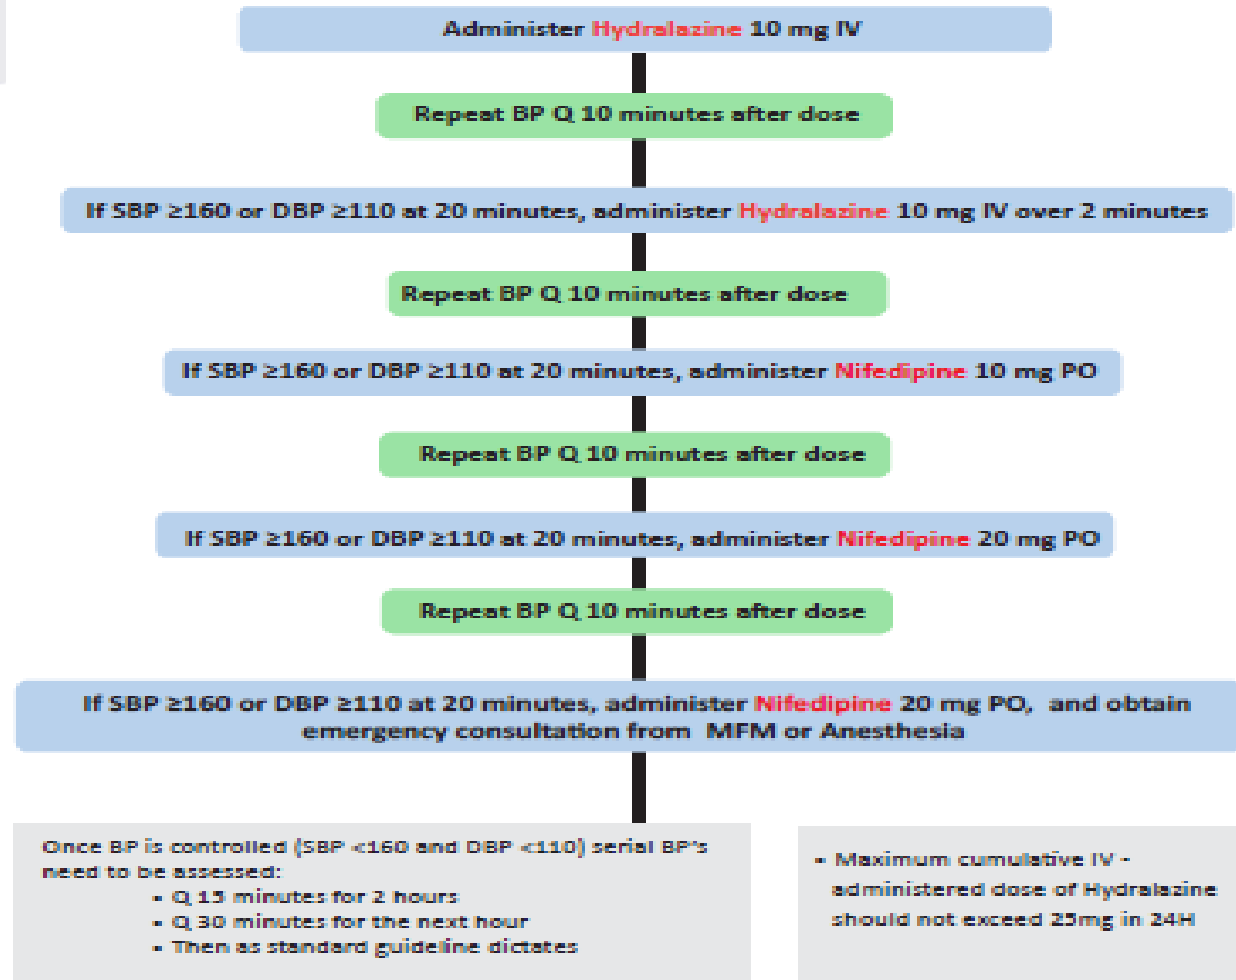 Administer Hydralazine 10 mg IV
Repeat BP Q 10 minutes after dose
If SBP ≥160 or DBP ≥110 at 20 minutes, administer Hydralazine 10 mg IV over 2 minutes
Repeat BP Q 10 minutes after dose
If SBP ≥160 or DBP ≥110 at 20 minutes, administer Nifedipine 10 mg PO
Repeat BP Q 10 minutes after dose
If SBP ≥160 or DBP ≥110 at 20 minutes, administer Nifedipine 20 mg PO
Repeat BP Q 10 minutes after dose
If SBP ≥160 or DBP ≥110 at 20 minutes, administer Nifedipine 20 mg PO, and obtain
emergency consultation from MFM or Anesthesia
Once BP is controlled (SBP <160 and DBP <110) serial BP's
need to be assessed:
• Q 15 minutes for 2 hours
• Q 30 minutes for the next hour
• Then as standard guideline dictates
• Maximum cumulative IV -
administered dose of Hydralazine
should not exceed 25mg in 24H